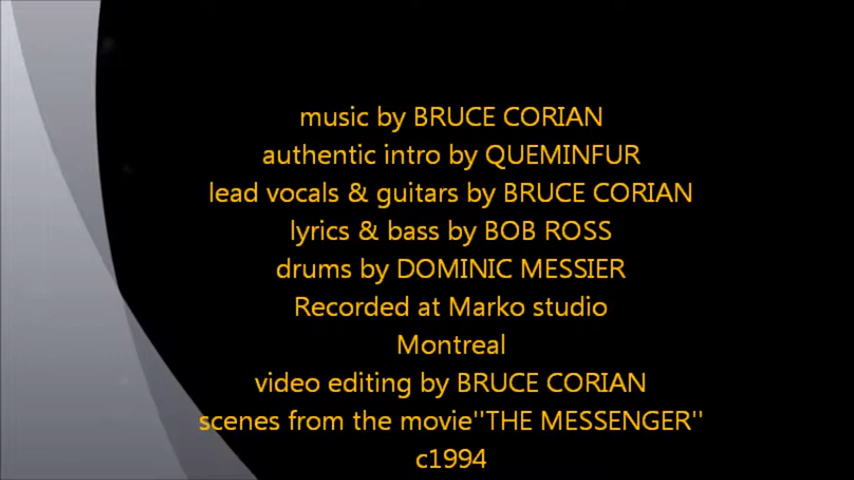 music by BRUCE CORIAN
authentic intro by QUEMINFUR
lead vocals & guitars by BRUCE CORIAN
lyrics & bass by BOB ROSS
drums by DOMINIC MESSIER
Recorded at Marko studio
Montreal
video editing by BRUCE CORIAN
scenes from the movie''THE MESSENGER''
c1994